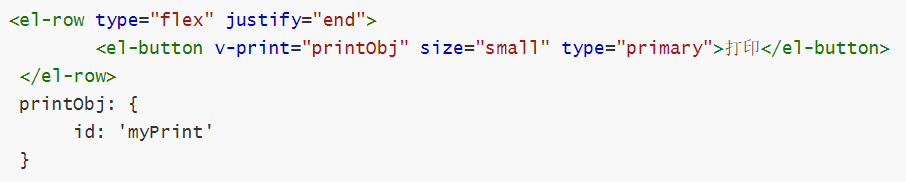 <el-row type="flex" justify="end">
<el-button v-print="printObj" size="small" type="primary">打印</el-button>
</el-row>
printObj: {
id: 'myPrint'
}